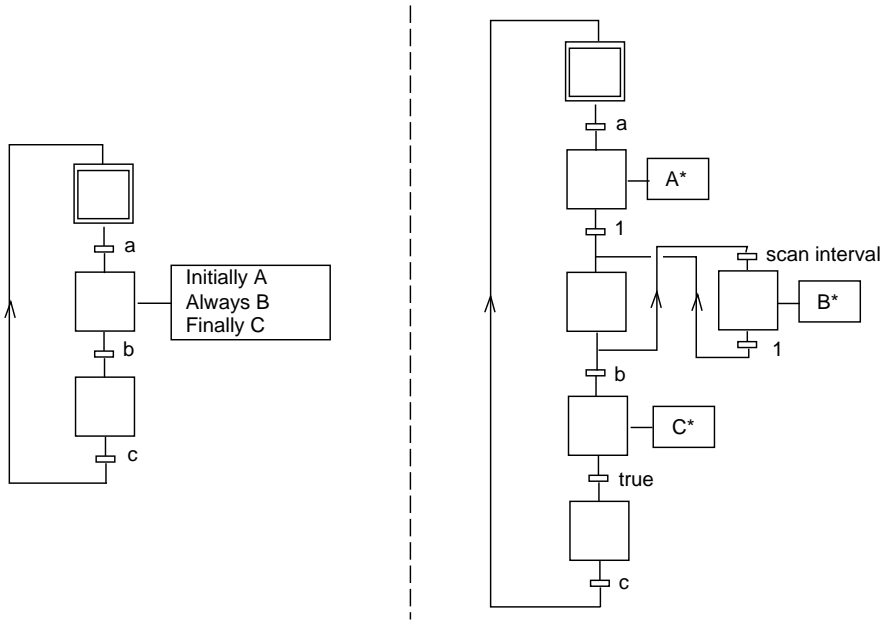 a
Initially A
Always B
Finally C
b
c
a
A*
1
scan interval
B*
1
b
C*
true
c